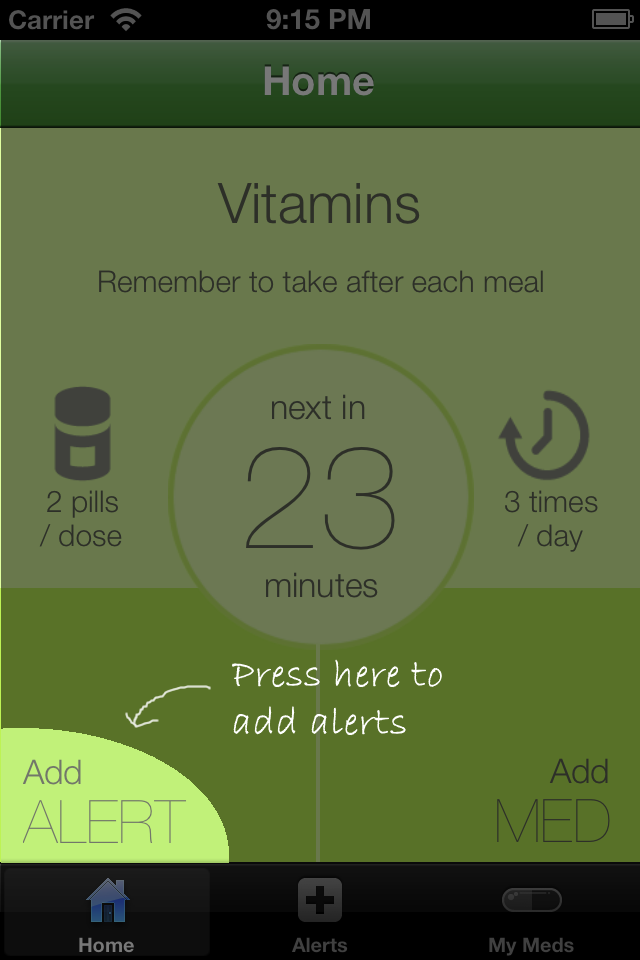 Carrier 9:15 PM
Home
Vitamins
Remember to take after each meal
next in
23
minutes
2 pills
/ dose
3 times
/ day
Press here to
add alerts
Add
ALERT
Add
MED
Home Alerts My Meds